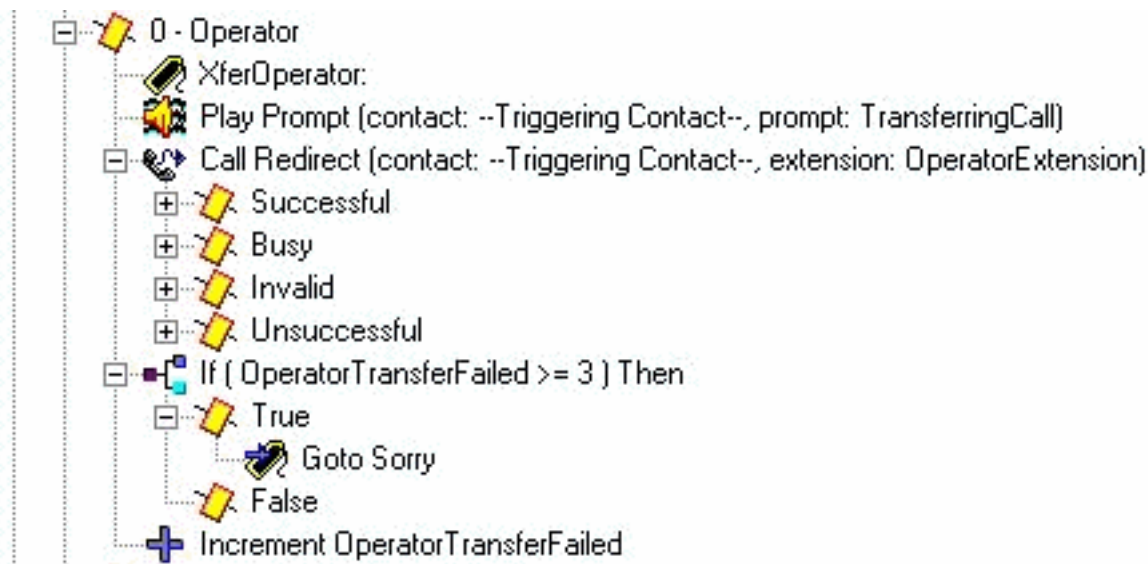 0 - Operator
XferOperator:
Play Prompt (contact: --Triggering Contact--, prompt: TransferringCall)
Call Redirect (contact: --Triggering Contact--, extension: OperatorExtension)
Successful
Busy
Invalid
Unsuccessful
If ( OperatorTransferFailed >= 3 ) Then
True
Goto Sorry
False
Increment OperatorTransferFailed